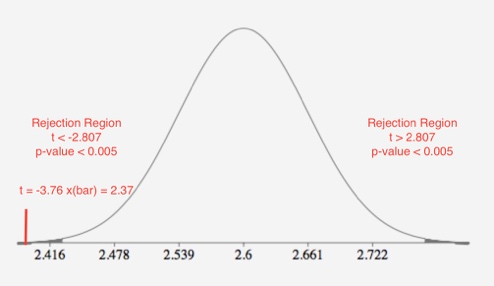 Rejection Region
t < -2.807
p-value < 0.005
Rejection Region
t > 2.807
p-value < 0.005
t = -3.76 x(bar) = 2.37
2.416 2.478 2.539 2.6 2.661 2.722